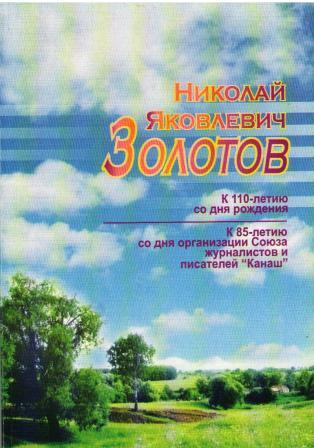 Николай
Яковлевич
Золотов
К 110-летию
со дня рождения
К 85-летию
со дня организации Союза
журналистов и
писателей "Канаш"